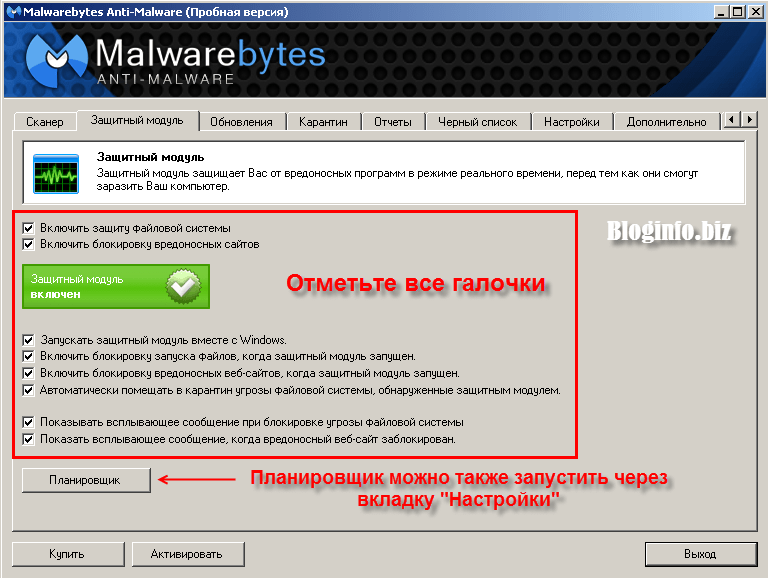 Malwarebytes Anti-Malware (Пробная версия)
Malwarebytes
ANTI-MALWARE
Сканер
Защитный модуль
Обновления
Карантин
Отчеты
Черный список
Настройки
Дополнительно
Защитный модуль
Защитный модуль защищает Вас от вредоносных программ в режиме реального времени, перед тем как они смогут
заразить Ваш компьютер.
Включить защиту файловой системы
Включить блокировку вредоносных сайтов
Bloginfo.biz
Защитный модуль
включен
Отметьте все галочки
Запускать защитный модуль вместе с Windows.
Включить блокировку запуска файлов, когда защитный модуль запущен.
Включить блокировку вредоносных веб-сайтов, когда защитный модуль запущен.
Автоматически помещать в карантин угрозы файловой системы, обнаруженные защитным модулем.
Показывать всплывающее сообщение при блокировке угрозы файловой системы
Показать всплывающее сообщение, когда вредоносный веб-сайт заблокирован.
Планировщик
Планировщик можно также запустить через
вкладку "Настройки"
Купить
Активировать
Выход